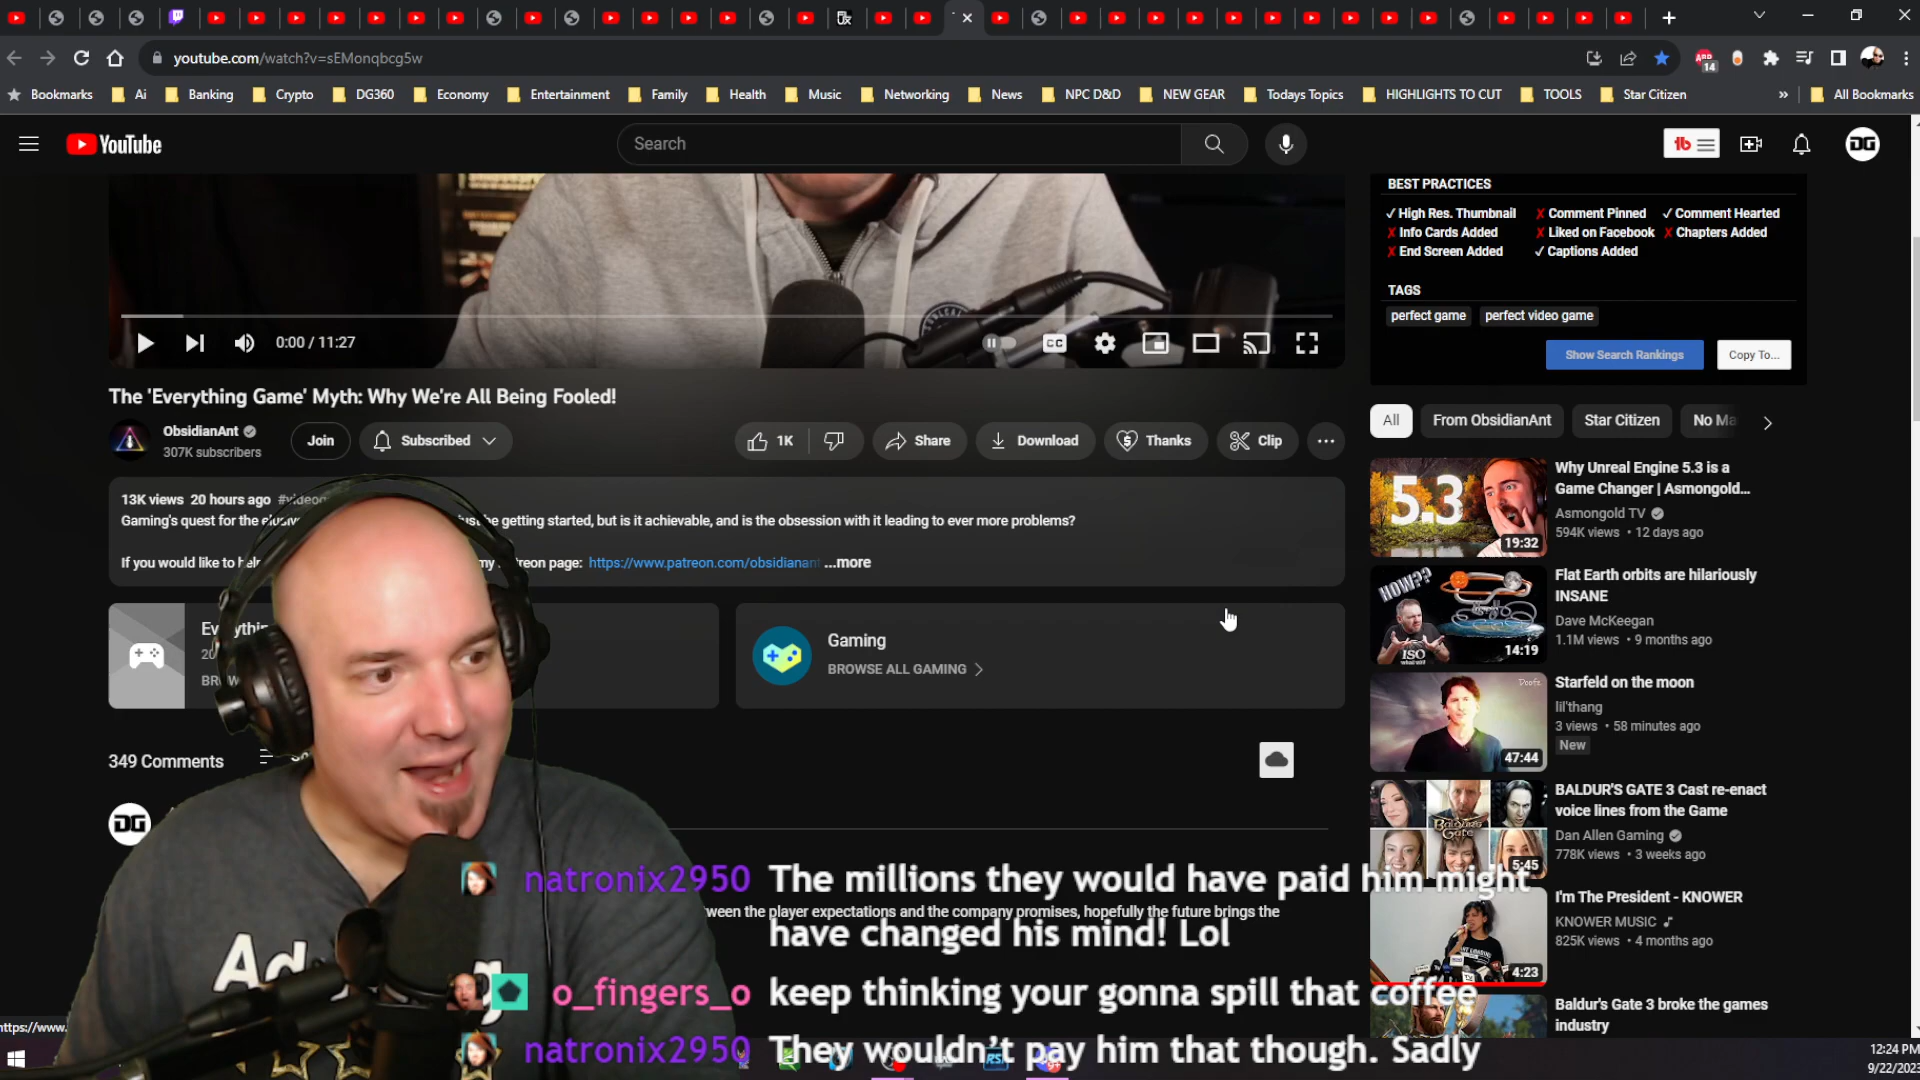 youtube.com/watch?v=sEMonqbcg5w
14
Bookmarks Ai Banking Crypto DG360 Economy Entertainment Family Health Music Networking News NPC D&D NEW GEAR Todays Topics HIGHLIGHTS TO CUT TOOLS Star Citizen » All Bookmarks
YouTube
Search
DG
BEST PRACTICES
✓ High Res. Thumbnail ✗ Comment Pinned ✓ Comment Hearted
✗ Info Cards Added ✗ Liked on Facebook ✗ Chapters Added
✗ End Screen Added ✓ Captions Added
TAGS
perfect game perfect video game
Show Search Rankings Copy To...
0:00 / 11:27
CC
The 'Everything Game' Myth: Why We're All Being Fooled!
ObsidianAnt
307K subscribers
Join Subscribed 1K Share Download Thanks Clip
13K views 20 hours ago
Gaming's quest for the be getting started, but is it achievable, and is the obsession with it leading to ever more problems?
If you would like to page: https://www.patreon.com/obsidianant ...more
Gaming
BROWSE ALL GAMING
349 Comments
DG
All From ObsidianAnt Star Citizen No
5.3
19:32
Why Unreal Engine 5.3 is a
Game Changer | Asmongold...
Asmongold TV
594K views • 12 days ago
HOW??
ISO
14:19
Flat Earth orbits are hilariously
INSANE
Dave McKeegan
1.1M views • 9 months ago
47:44
Starfeld on the moon
lil'thang
3 views • 58 minutes ago
New
5:45
BALDUR'S GATE 3 Cast re-enact
voice lines from the Game
Dan Allen Gaming
778K views • 3 weeks ago
4:23
I'm The President - KNOWER
KNOWER MUSIC
825K views • 4 months ago
Baldur's Gate 3 broke the games
industry
natronix2950 The millions they would have paid him might
have changed his mind! Lol
the player expectations and the company promises, hopefully the future brings the
o_fingers_o keep thinking your gonna spill that coffee
natronix2950 They wouldn't pay him that though. Sadly
https://www.
12:24 PM